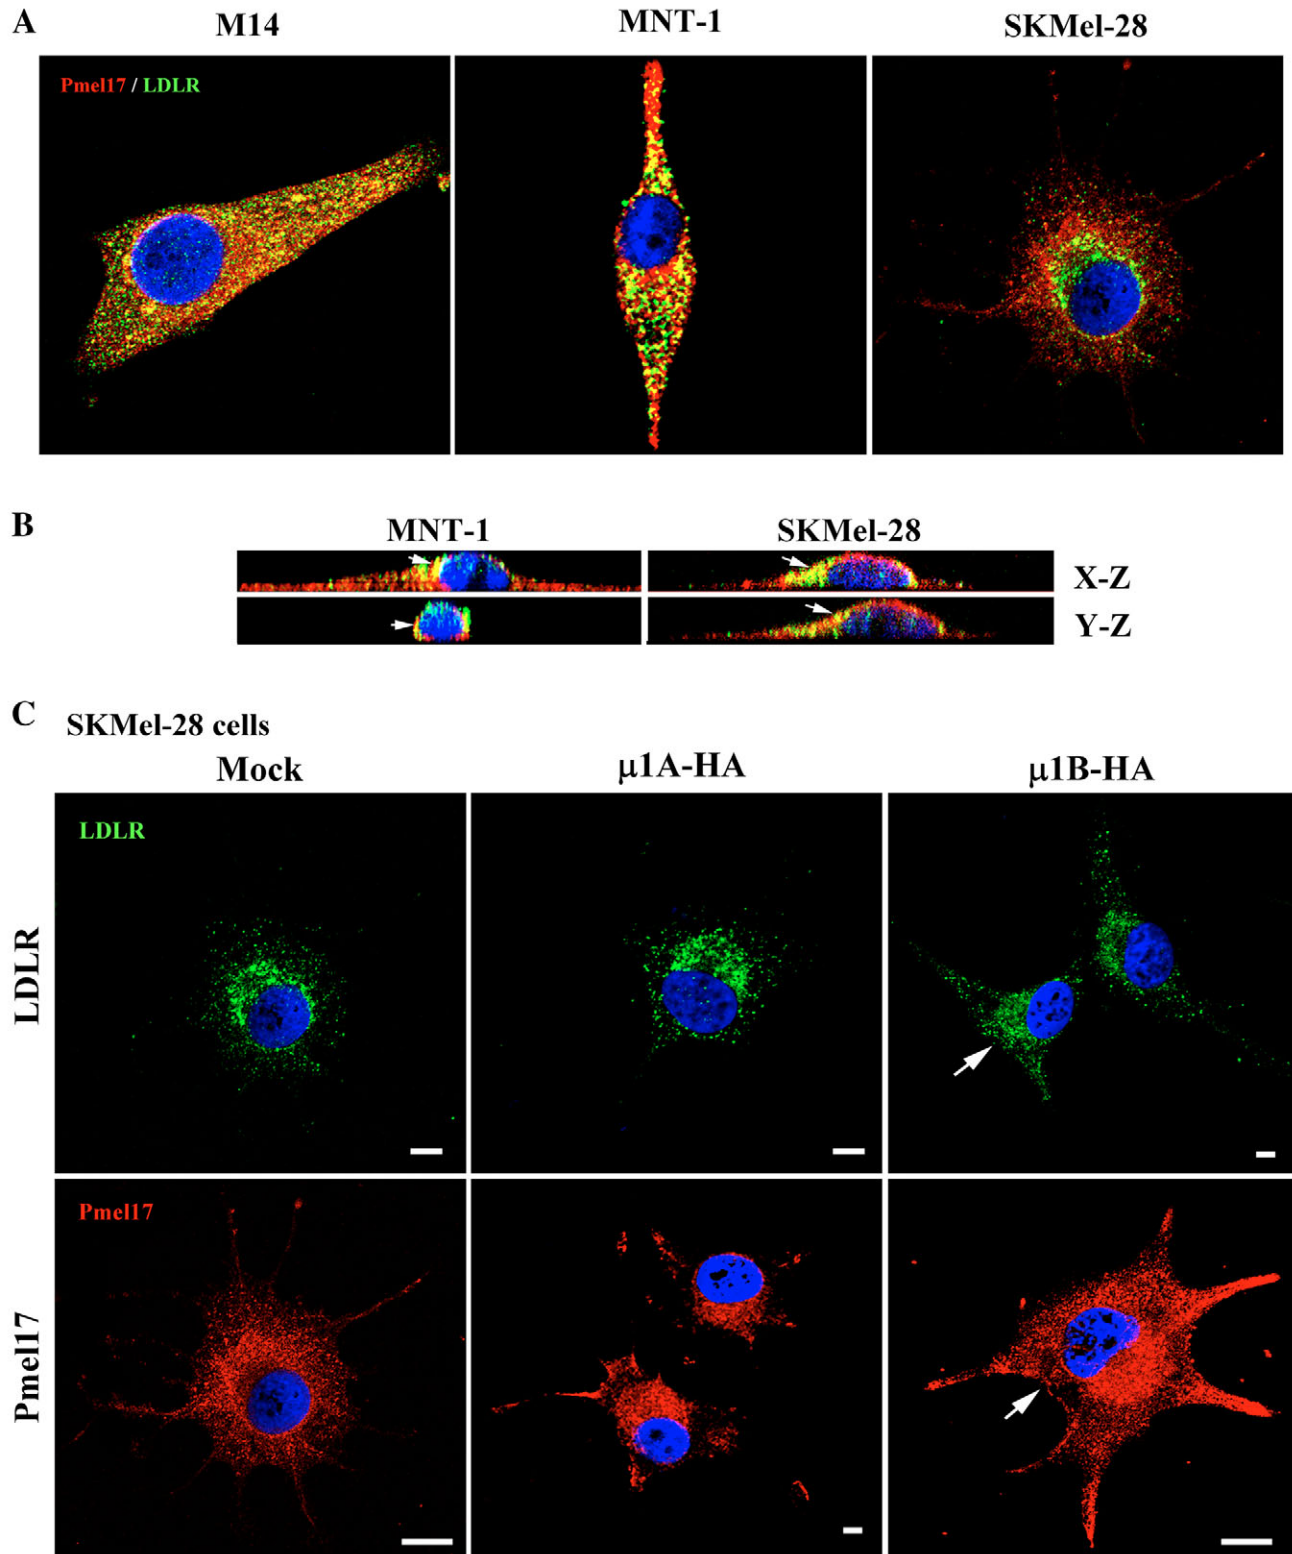 A
M14
MNT-1
SKMel-28
Pmel17 / LDLR
B
MNT-1
SKMel-28
X-Z
Y-Z
C
SKMel-28 cells
Mock
μ1A-HA
μ1B-HA
LDLR
LDLR
Pmel17
Pmel17